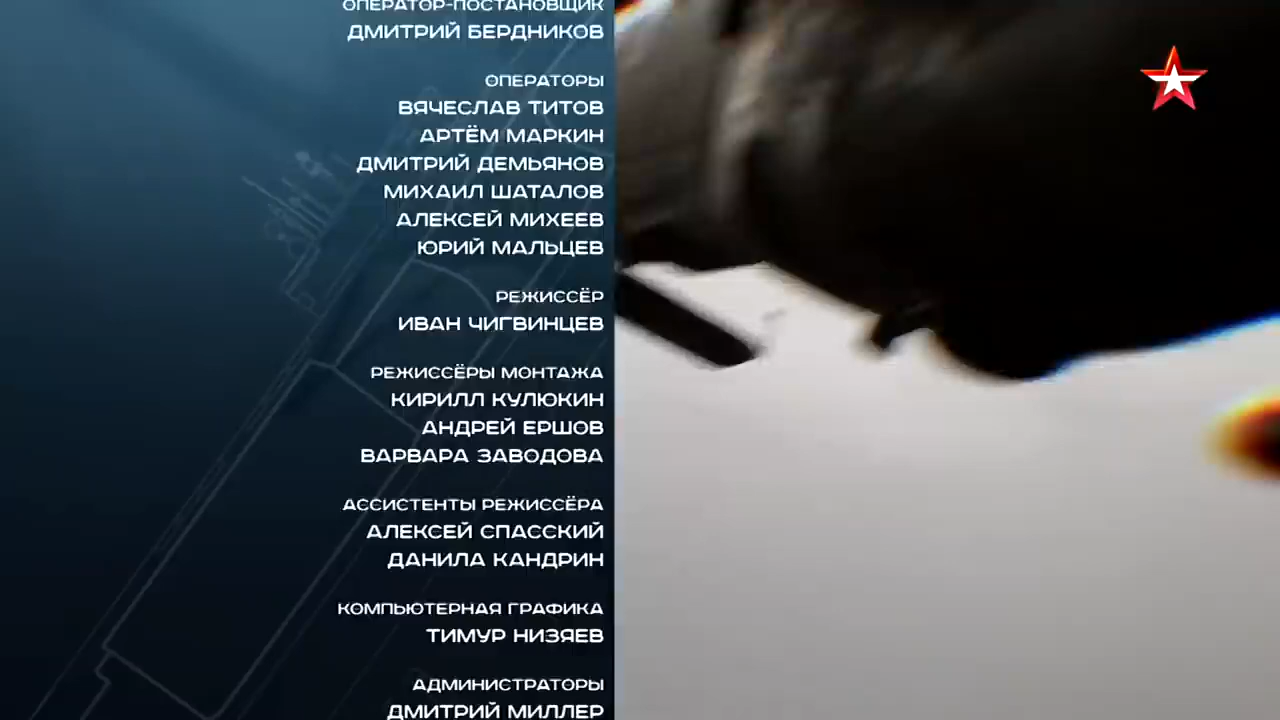 ОПЕРАТОР-ПОСТАНОВЩИК
ДМИТРИЙ БЕРДНИКОВ
ОПЕРАТОРЫ
ВЯЧЕСЛАВ ТИТОВ
АРТЁМ МАРКИН
ДМИТРИЙ ДЕМЬЯНОВ
МИХАИЛ ШАТАЛОВ
АЛЕКСЕЙ МИХЕЕВ
ЮРИЙ МАЛЬЦЕВ
РЕЖИССЁР
ИВАН ЧИГВИНЦЕВ
РЕЖИССЁРЫ МОНТАЖА
КИРИЛЛ КУЛЮКИН
АНДРЕЙ ЕРШОВ
ВАРВАРА ЗАВОДОВА
АССИСТЕНТЫ РЕЖИССЁРА
АЛЕКСЕЙ СПАССКИЙ
ДАНИЛА КАНДРИН
КОМПЬЮТЕРНАЯ ГРАФИКА
ТИМУР НИЗЯЕВ
АДМИНИСТРАТОРЫ
ДМИТРИЙ МИЛЛЕР